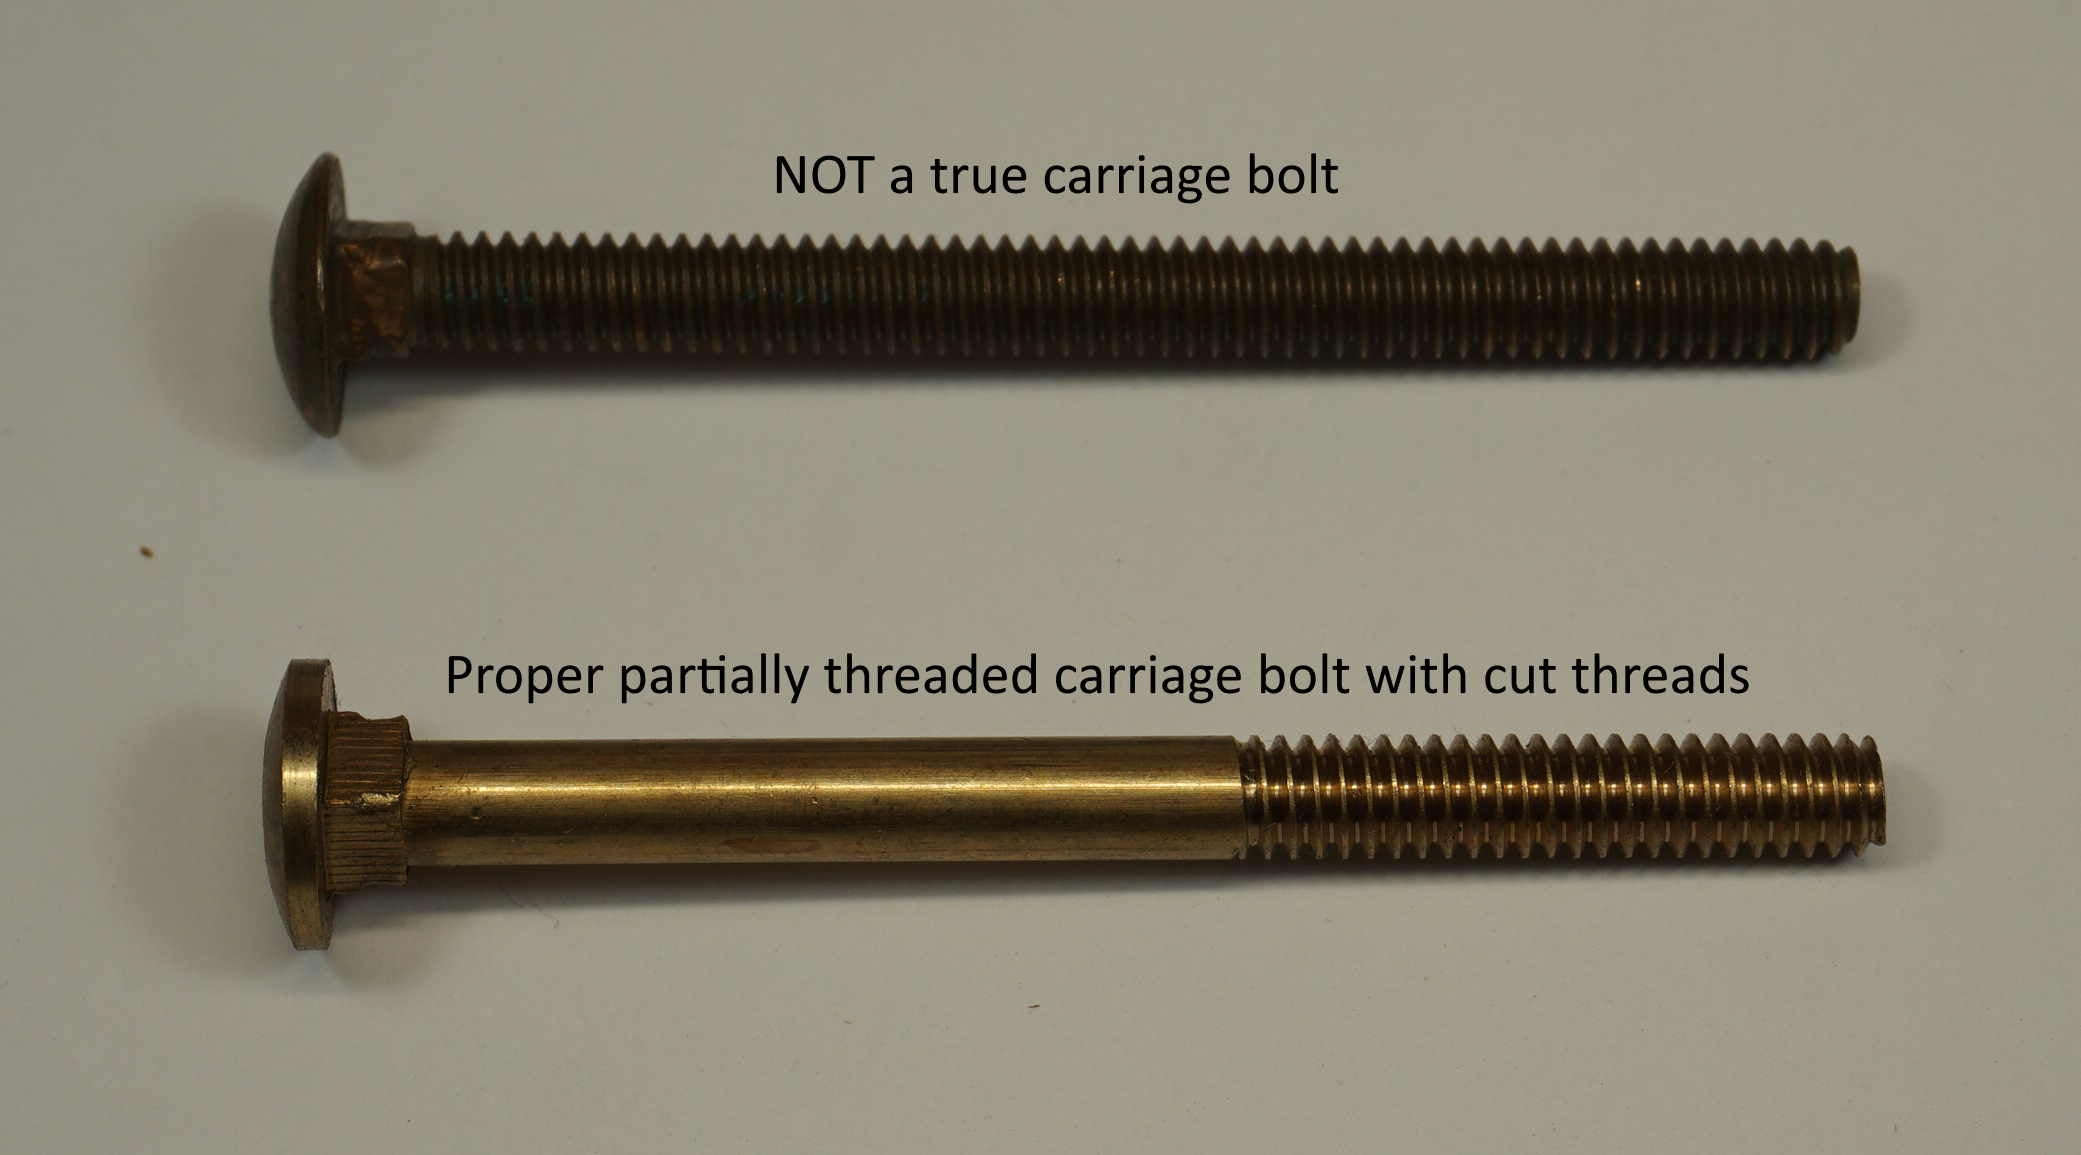 NOT a true carriage bolt
Proper partially threaded carriage bolt with cut threads